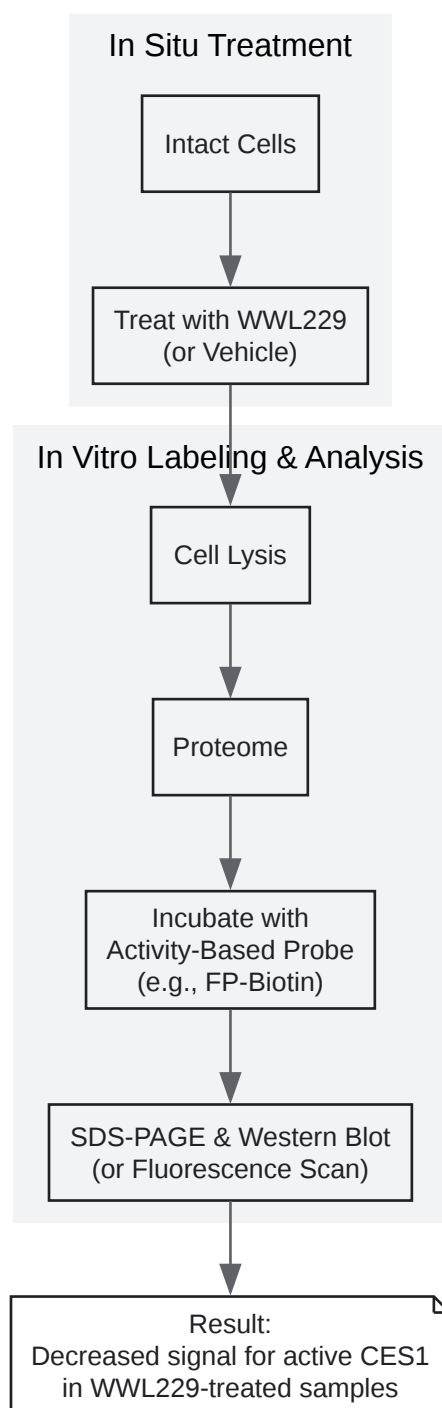 In Situ Treatment
Intact Cells
Treat with WWL229
(or Vehicle)
In Vitro Labeling & Analysis
Cell Lysis
Proteome
Incubate with
Activity-Based Probe
(e.g., FP-Biotin)
SDS-PAGE & Western Blot
(or Fluorescence Scan)
Result:
Decreased signal for active CES1
in WWL229-treated samples